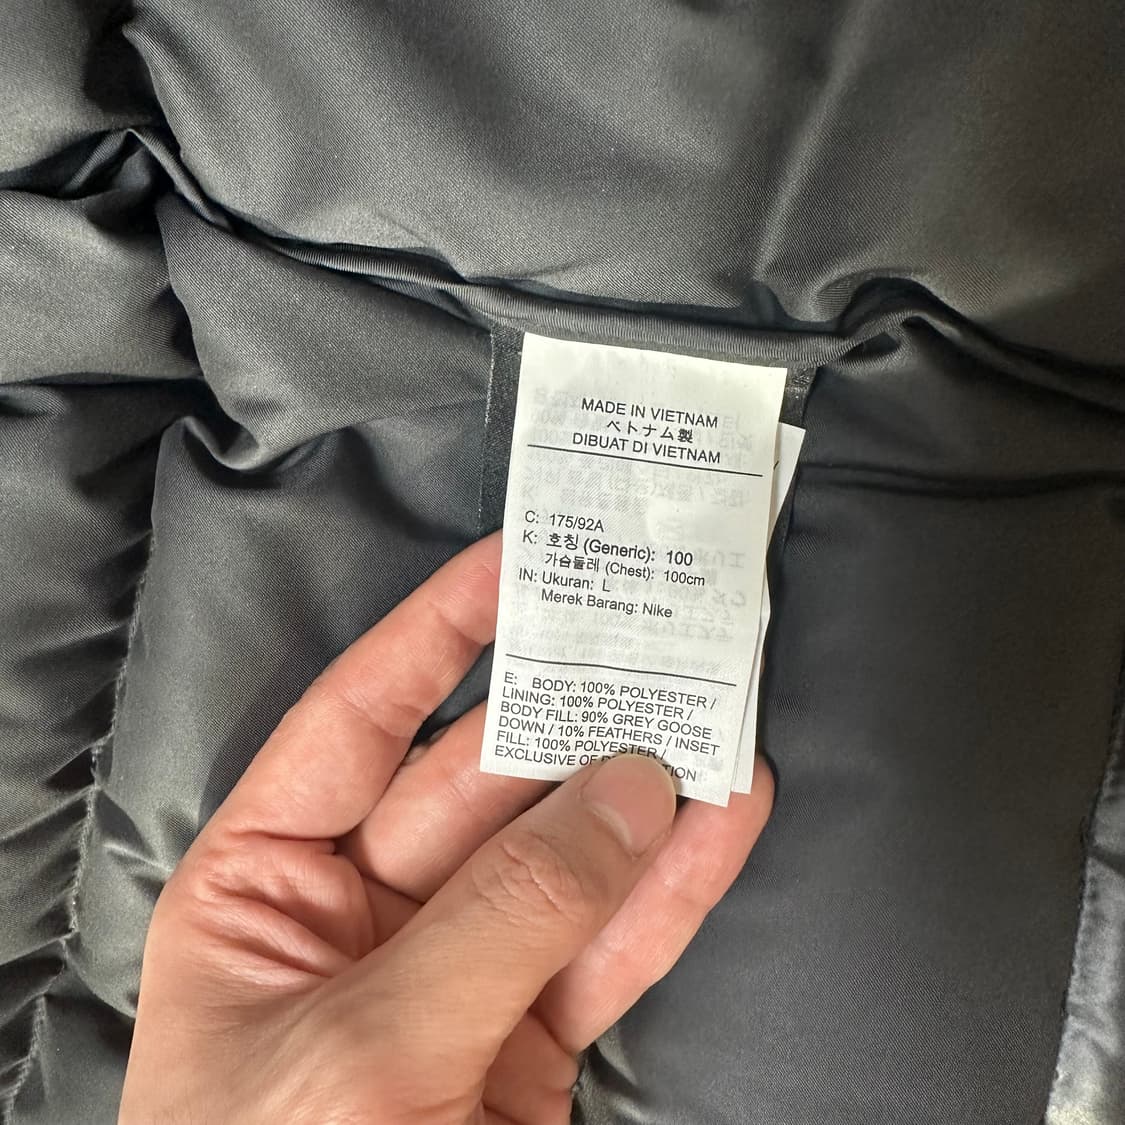 MADE IN VIETNAM
ベトナム製
DIBUAT DI VIETNAM
C: 175/92A
K: 호칭 (Generic): 100
가슴둘레 (Chest): 100cm
IN: Ukuran: L
Merek Barang: Nike
E: BODY: 100% POLYESTER /
LINING: 100% POLYESTER /
BODY FILL: 90% GREY GOOSE
DOWN / 10% FEATHERS / INSET
FILL: 100% POLYESTER /
EXCLUSIVE OF